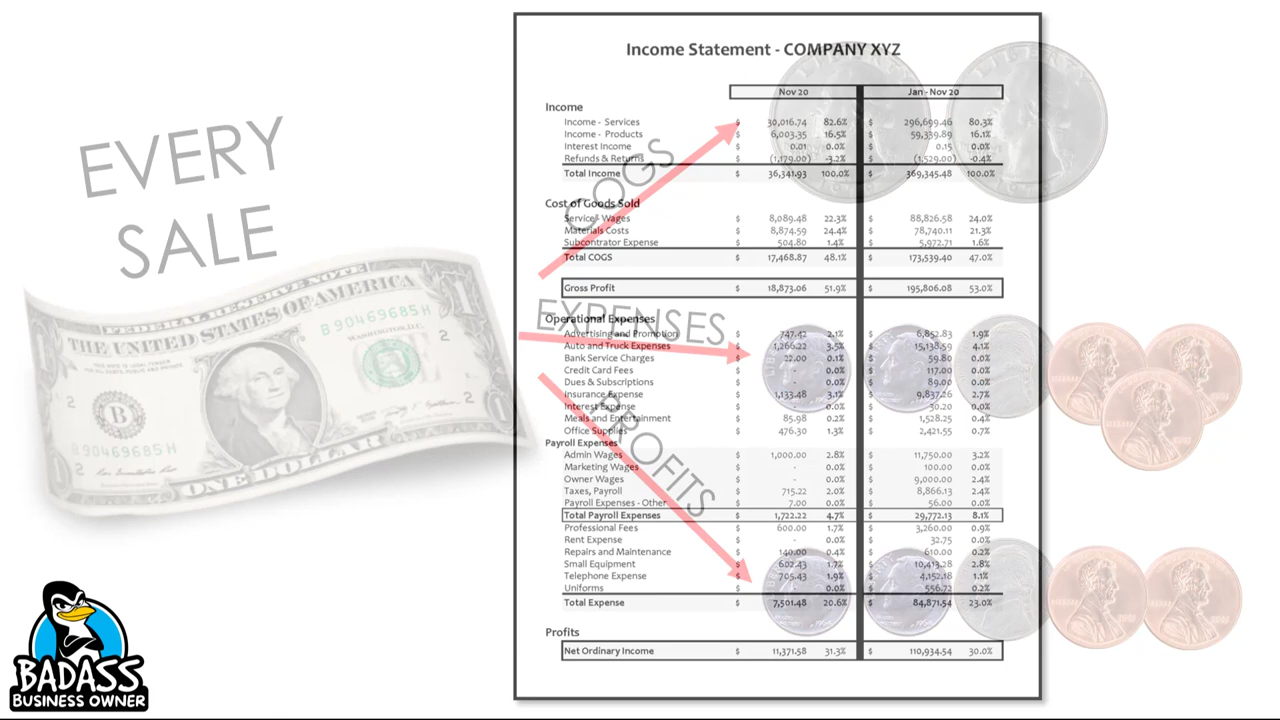 EVERY
SALE
COGS
EXPENSES
PROFITS
Income Statement - COMPANY XYZ
Nov 20 Jan - Nov 20
Income
Income - Services $ 30,016.74 82.6% $ 296,699.46 80.3%
Income - Products 6,003.35 16.5% 59,339.89 16.1%
Interest Income 0.01 0.0% 0.15 0.0%
Refunds & Returns (1,179.00) -3.2% (1,529.00) -0.4%
Total Income $ 36,341.93 100.0% $ 369,345.48 100.0%
Cost of Goods Sold
Service Wages $ 8,089.48 22.3% $ 88,826.58 24.0%
Materials Costs $ 8,874.59 24.4% $ 78,740.11 21.3%
Subcontrator Expense $ 504.80 1.4% $ 5,972.71 1.6%
Total COGS $ 17,468.87 48.1% $ 173,539.40 47.0%
Gross Profit $ 18,873.06 51.9% $ 195,806.08 53.0%
Operational Expenses
Advertising and Promotion $ 747.42 2.1% $ 6,852.83 1.9%
Auto and Truck Expenses $ 1,266.22 3.5% $ 15,138.59 4.1%
Bank Service Charges $ 22.00 0.1% $ 59.80 0.0%
Credit Card Fees $ - 0.0% $ 117.00 0.0%
Dues & Subscriptions $ - 0.0% $ 89.00 0.0%
Insurance Expense $ 1,133.48 3.1% $ 9,837.26 2.7%
Interest Expense $ - 0.0% $ 30.20 0.0%
Meals and Entertainment $ 85.98 0.2% $ 1,528.25 0.4%
Office Supplies $ 476.30 1.3% $ 2,421.55 0.7%
Payroll Expenses
Admin Wages $ 1,000.00 2.8% $ 11,750.00 3.2%
Marketing Wages $ - 0.0% $ 100.00 0.0%
Owner Wages $ - 0.0% $ 9,000.00 2.4%
Taxes, Payroll $ 715.22 2.0% $ 8,866.13 2.4%
Payroll Expenses - Other $ 7.00 0.0% $ 56.00 0.0%
Total Payroll Expenses $ 1,722.22 4.7% $ 29,772.13 8.1%
Professional Fees $ 600.00 1.7% $ 3,260.00 0.9%
Rent Expense $ - 0.0% $ 32.75 0.0%
Repairs and Maintenance $ 140.00 0.4% $ 610.00 0.2%
Small Equipment $ 602.43 1.7% $ 10,413.28 2.8%
Telephone Expense $ 705.43 1.9% $ 4,152.18 1.1%
Uniforms $ - 0.0% $ 556.72 0.2%
Total Expense $ 7,501.48 20.6% $ 84,871.54 23.0%
Profits
Net Ordinary Income $ 11,371.58 31.3% $ 110,934.54 30.0%
FEDERAL RESERVE NOTE
THE UNITED STATES OF AMERICA
B 90469685 H
WASHINGTON, D.C.
2 2
B
B 90469685 H
2 2
ONE DOLLAR
LIBERTY LIBERTY
BADASS
BUSINESS OWNER